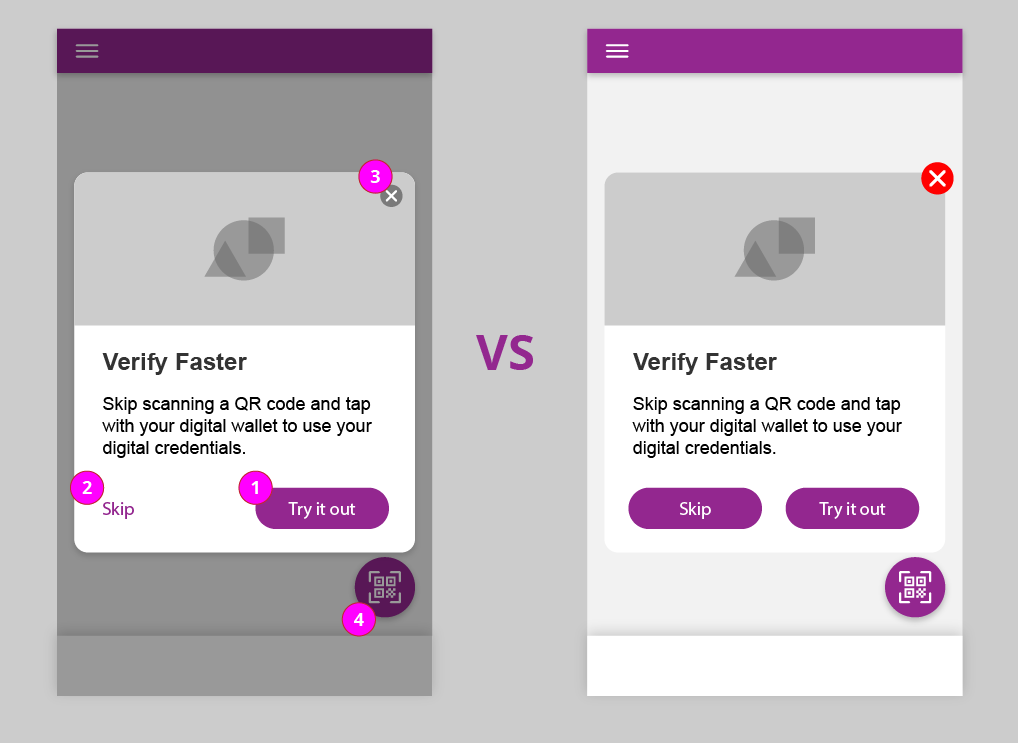 3
Verify Faster
Skip scanning a QR code and tap
with your digital wallet to use your
digital credentials.
2
Skip
1
Try it out
4
VS
Verify Faster
Skip scanning a QR code and tap
with your digital wallet to use your
digital credentials.
Skip
Try it out